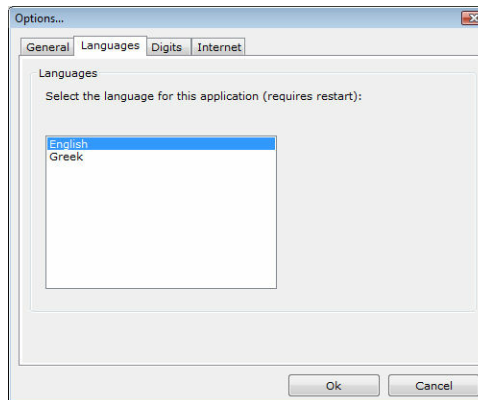 Options...
General Languages Digits Internet
Languages
Select the language for this application (requires restart):
English
Greek
Ok Cancel